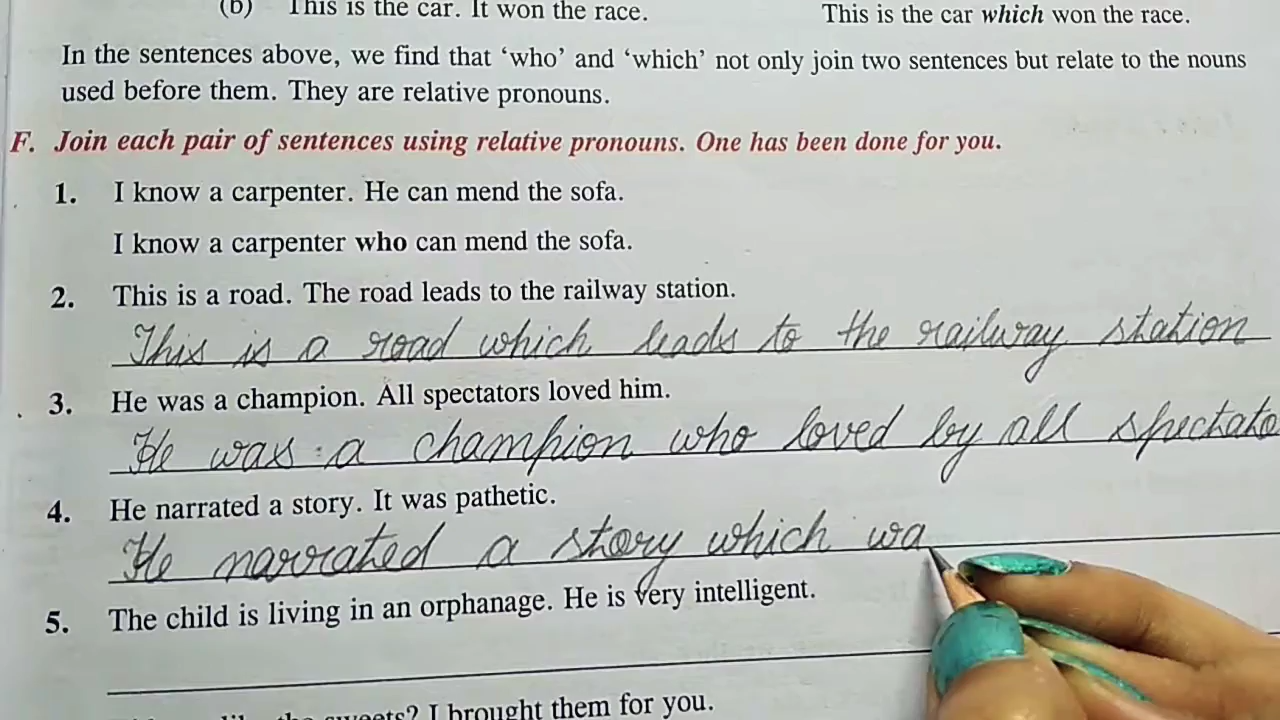 (b) This is the car. It won the race. This is the car which won the race.
In the sentences above, we find that ‘who’ and ‘which’ not only join two sentences but relate to the nouns
used before them. They are relative pronouns.
F. Join each pair of sentences using relative pronouns. One has been done for you.
1. I know a carpenter. He can mend the sofa.
I know a carpenter who can mend the sofa.
2. This is a road. The road leads to the railway station.
This is a road which leads to the railway station
3. He was a champion. All spectators loved him.
He was a champion who loved by all spectato
4. He narrated a story. It was pathetic.
He narrated a story which wa
5. The child is living in an orphanage. He is very intelligent.
the sweets? I brought them for you.